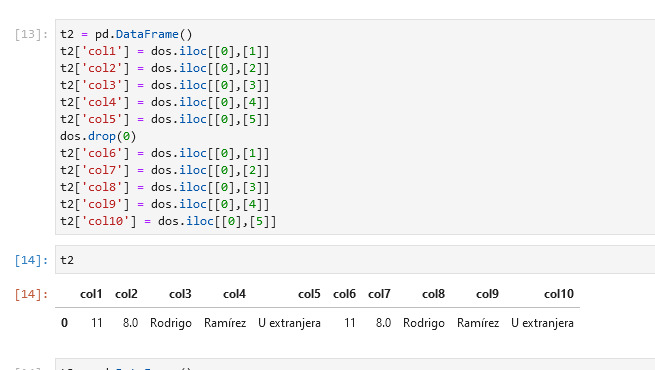 [13]: t2 = pd.DataFrame()
t2['col1'] = dos.iloc[[0],[1]]
t2['col2'] = dos.iloc[[0],[2]]
t2['col3'] = dos.iloc[[0],[3]]
t2['col4'] = dos.iloc[[0],[4]]
t2['col5'] = dos.iloc[[0],[5]]
dos.drop(0)
t2['col6'] = dos.iloc[[0],[1]]
t2['col7'] = dos.iloc[[0],[2]]
t2['col8'] = dos.iloc[[0],[3]]
t2['col9'] = dos.iloc[[0],[4]]
t2['col10'] = dos.iloc[[0],[5]]
[14]: t2
[14]: col1 col2 col3 col4 col5 col6 col7 col8 col9 col10
0 11 8.0 Rodrigo Ramírez U extranjera 11 8.0 Rodrigo Ramírez U extranjera